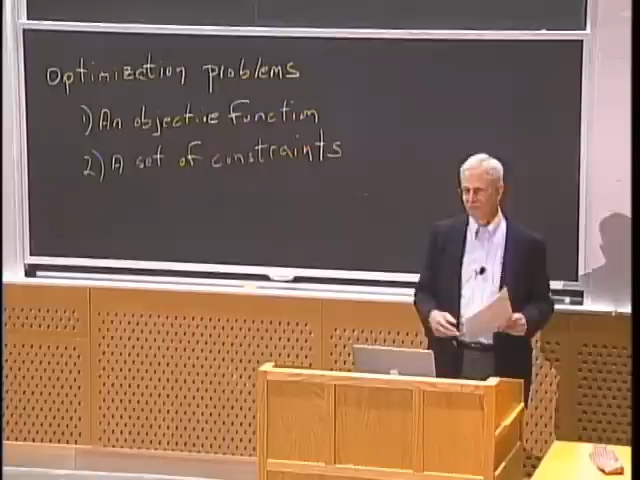 Optimization problems
1) An objective function
2) A set of constraints